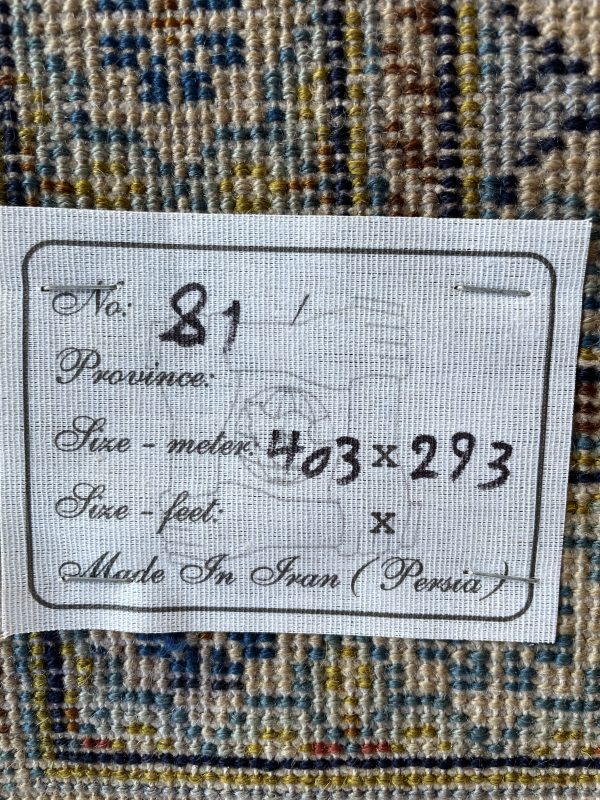 No: 81 /
Province:
Size - meter: 403 x 293
Size - feet: x
Made In Iran ( Persia )